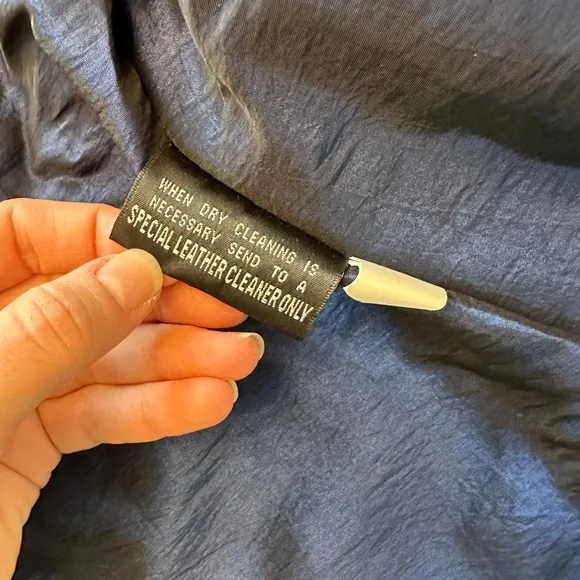 WHEN DRY CLEANING IS
NECESSARY SEND TO A
SPECIAL LEATHER CLEANER ONLY